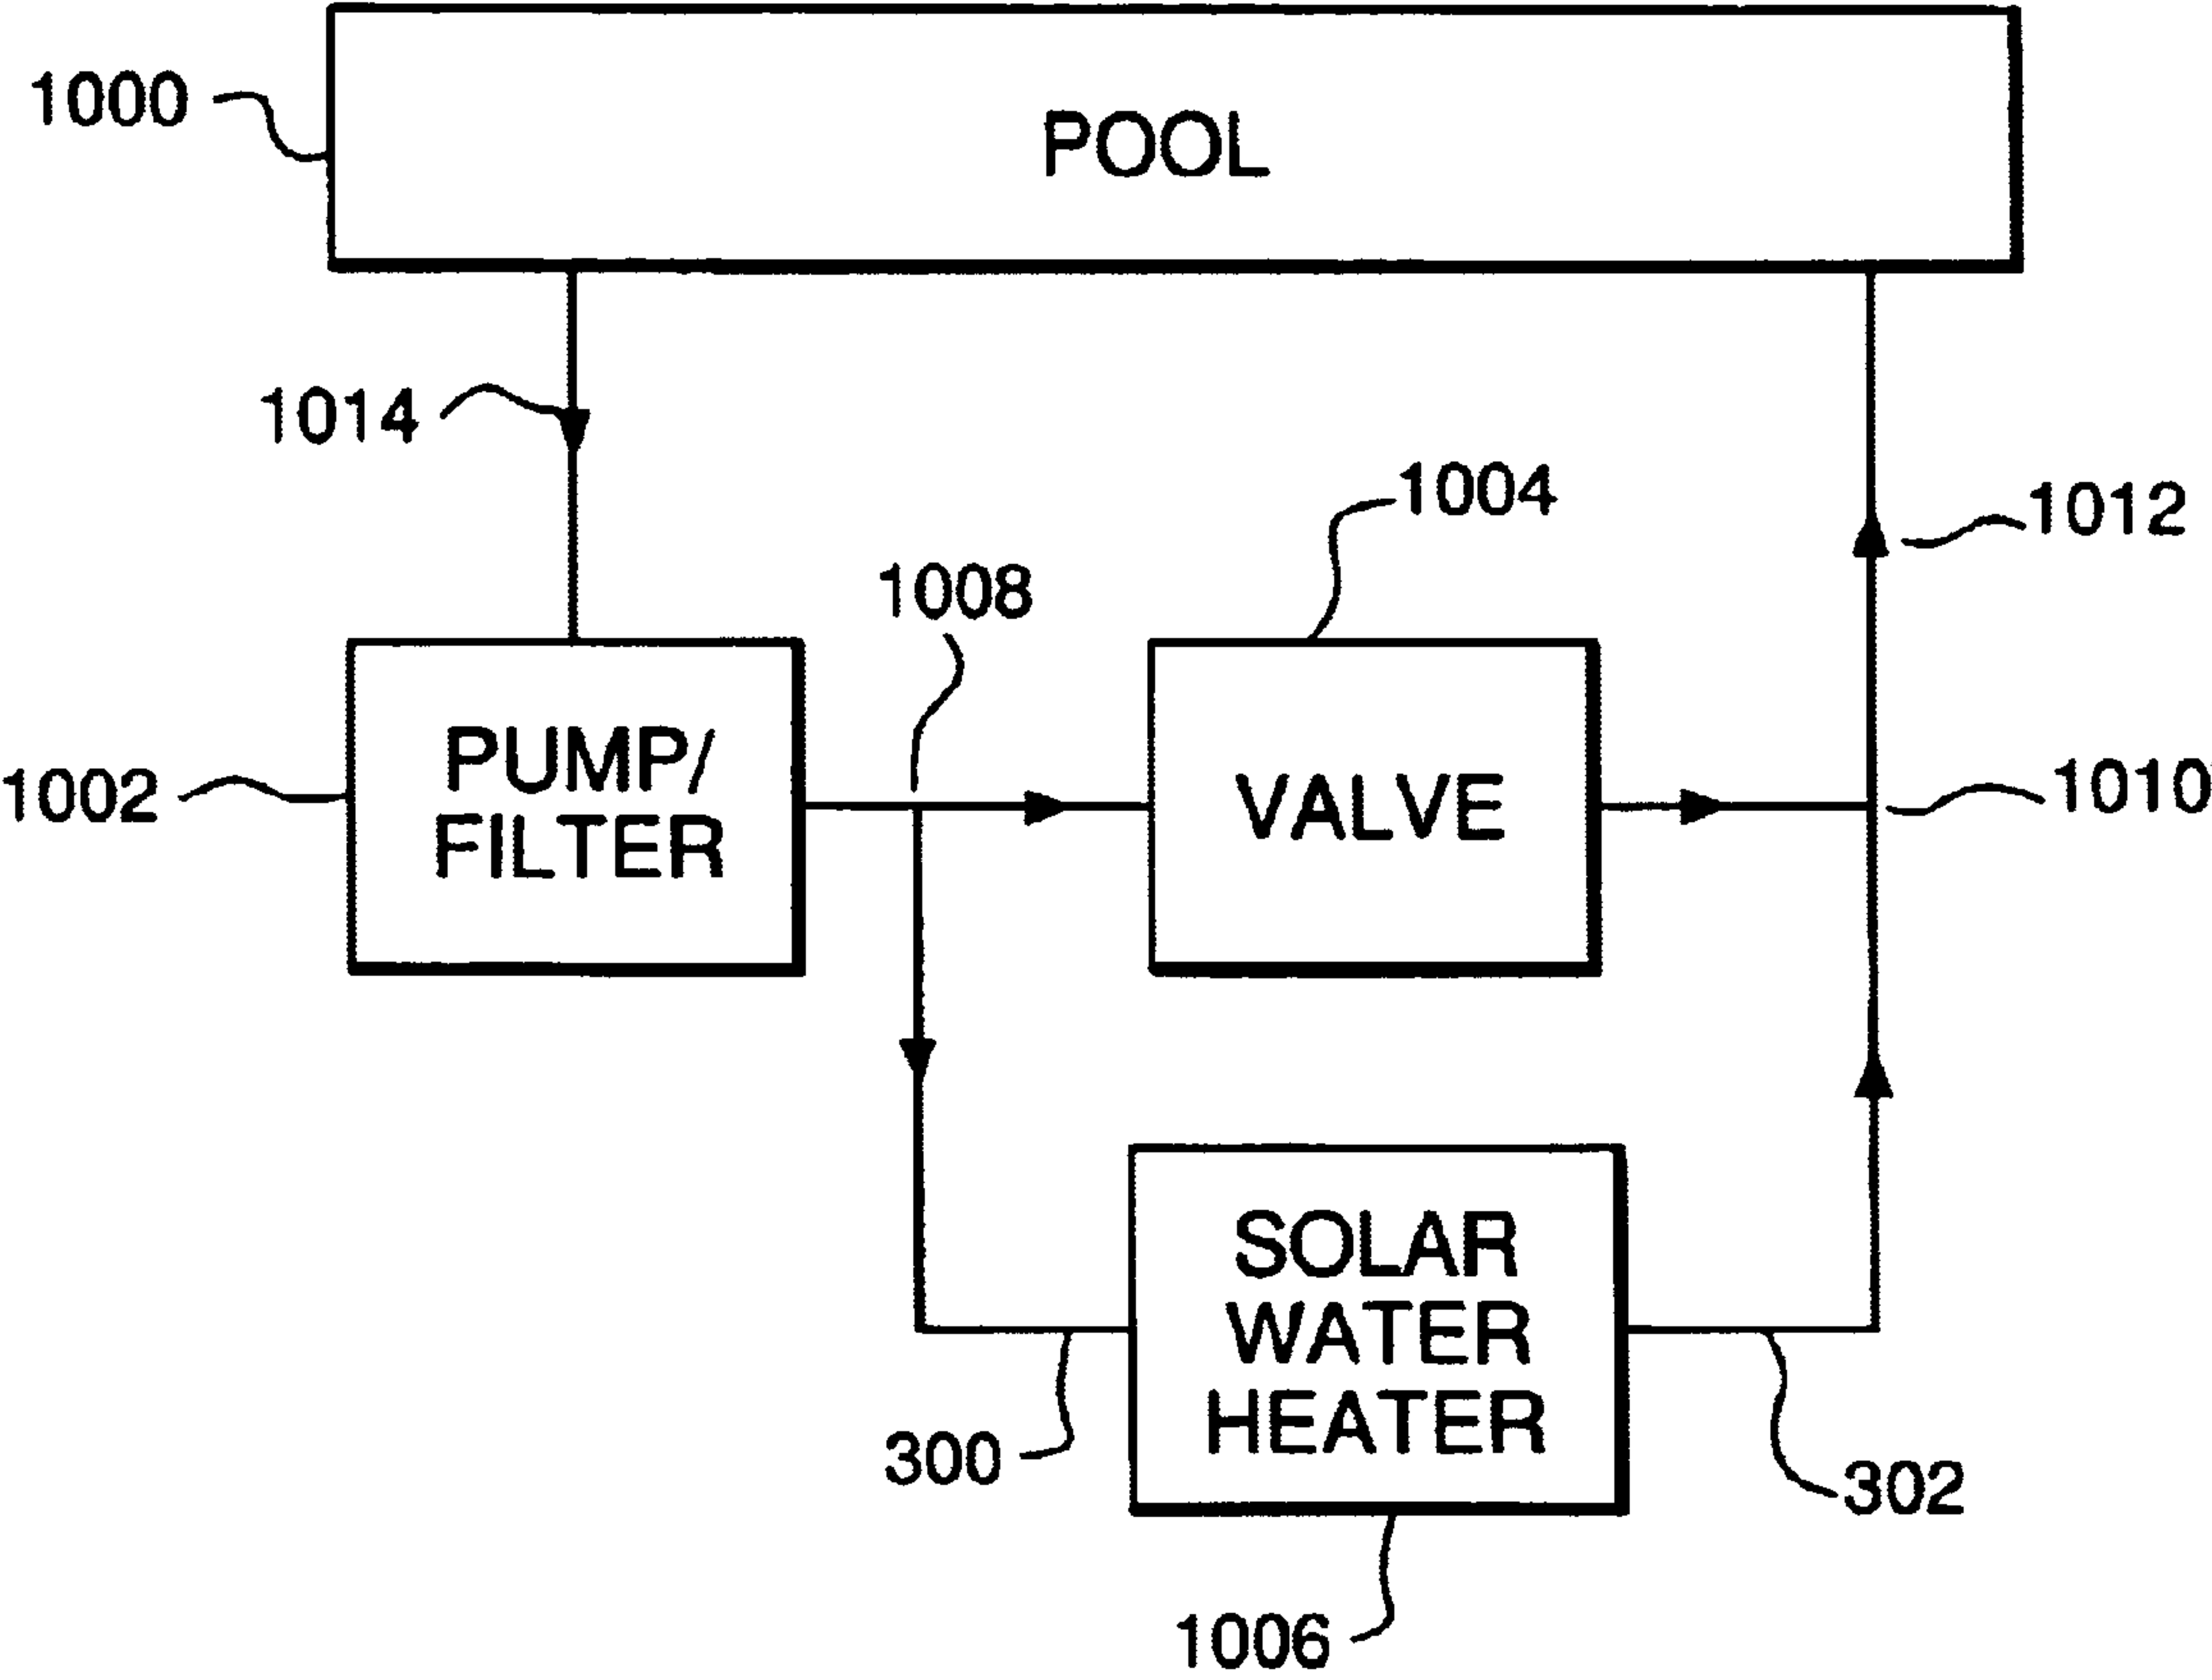 1000
POOL
1014
1004
1012
1008
1002
PUMP/
FILTER
VALVE
1010
SOLAR
WATER
HEATER
300
302
1006